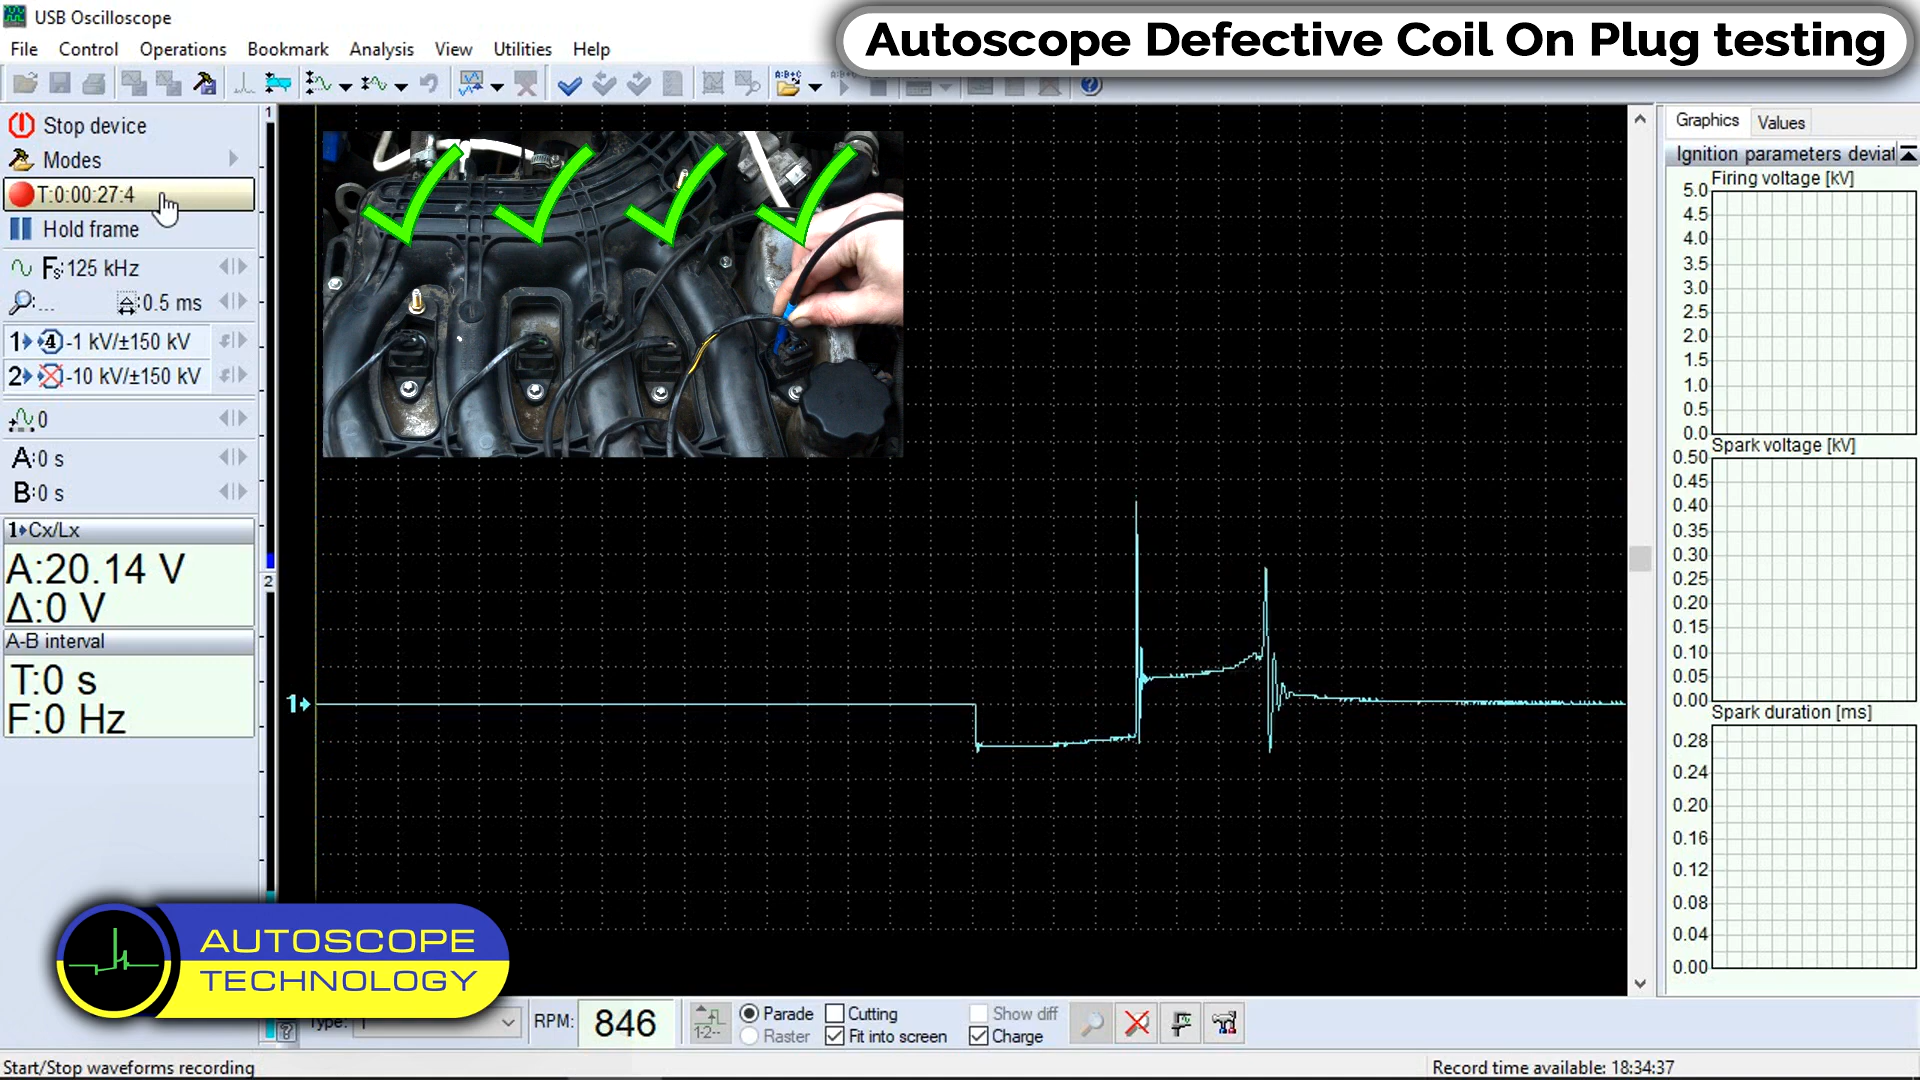 USB Oscilloscope
Autoscope Defective Coil On Plug testing
File Control Operations Bookmark Analysis View Utilities Help
A:B+C
Stop device
Modes
T:0:00:27:4
Hold frame
Fs:125 kHz
:... :0.5 ms
1 4 -1 kV/±150 kV
2 -10 kV/±150 kV
0
A:0 s
B:0 s
1 Cx/Lx
A:20.14 V
Δ:0 V
A-B interval
T:0 s
F:0 Hz
1
2
1
Graphics Values
Ignition parameters deviat
Firing voltage [kV]
5.0
4.5
4.0
3.5
3.0
2.5
2.0
1.5
1.0
0.5
0.0
Spark voltage [kV]
0.50
0.45
0.40
0.35
0.30
0.25
0.20
0.15
0.10
0.05
0.00
Spark duration [ms]
0.28
0.24
0.20
0.16
0.12
0.08
0.04
0.00
AUTOSCOPE
TECHNOLOGY
Type:
RPM: 846
1-2--
Parade Cutting Show diff
Raster Fit into screen Charge
Start/Stop waveforms recording
Record time available: 18:34:37